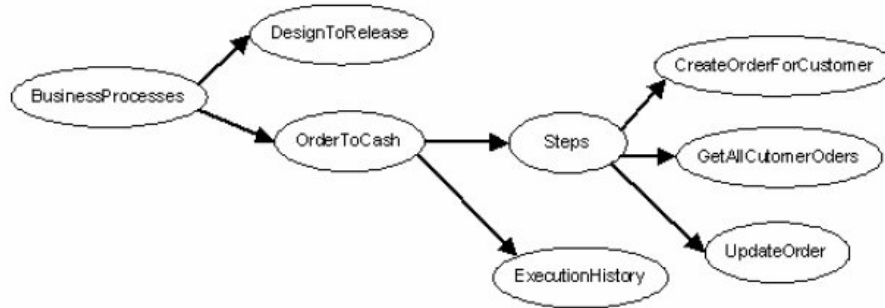 DesignToRelease
CreateOrderForCustomer
BusinessProcesses
OrderToCash
Steps
GetAllCutomerOders
UpdateOrder
ExecutionHistory